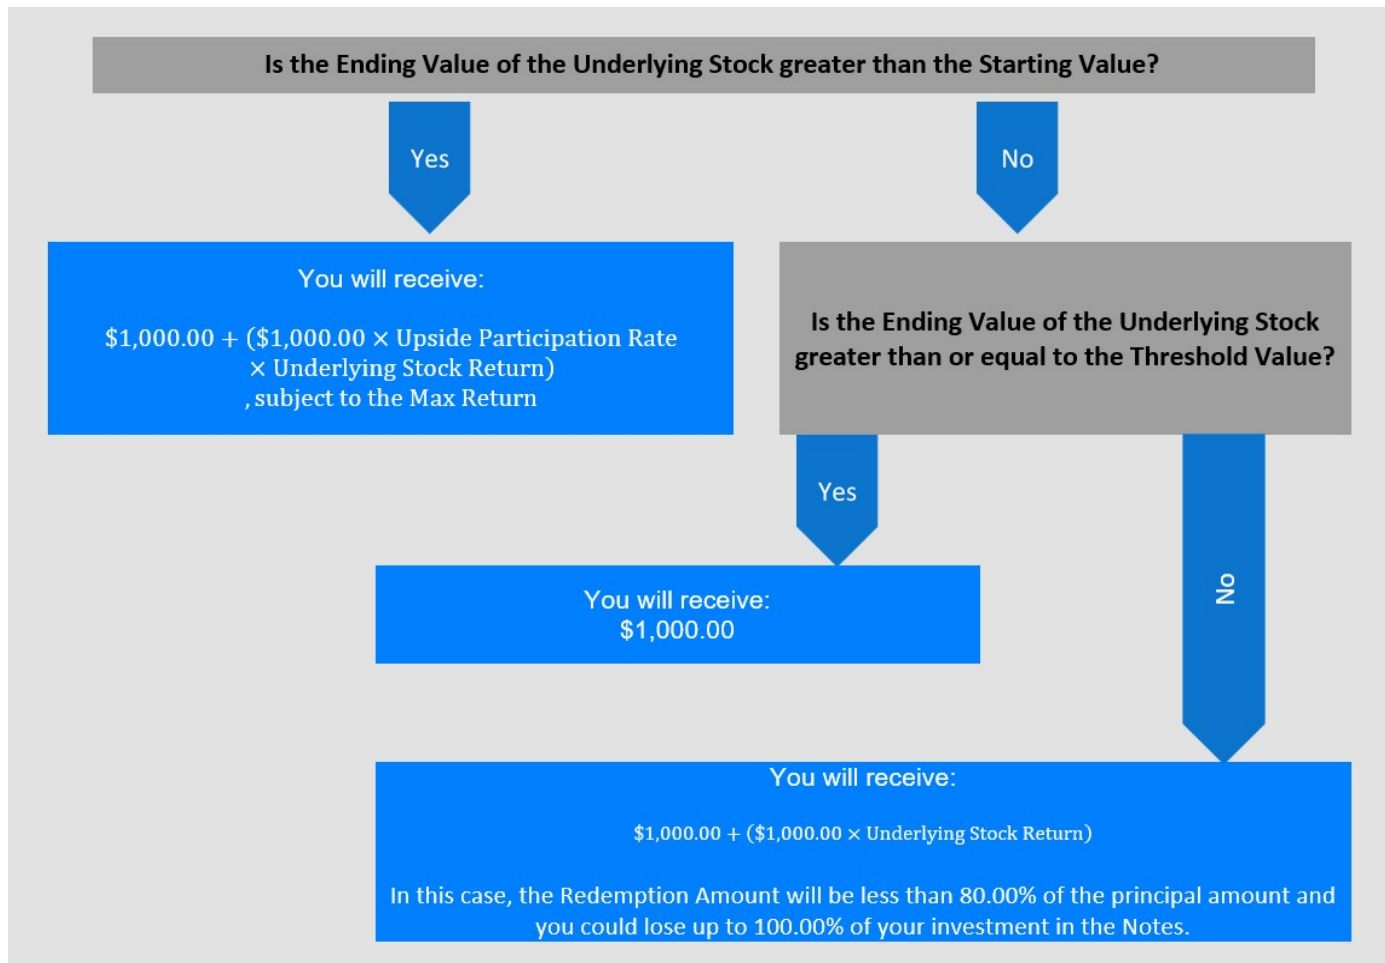 Is the Ending Value of the Underlying Stock greater than the Starting Value?
Yes
No
You will receive:
$1,000.00 + ($1,000.00 × Upside Participation Rate
× Underlying Stock Return)
, subject to the Max Return
Is the Ending Value of the Underlying Stock
greater than or equal to the Threshold Value?
Yes
No
You will receive:
$1,000.00
You will receive:
$1,000.00 + ($1,000.00 × Underlying Stock Return)
In this case, the Redemption Amount will be less than 80.00% of the principal amount and
you could lose up to 100.00% of your investment in the Notes.